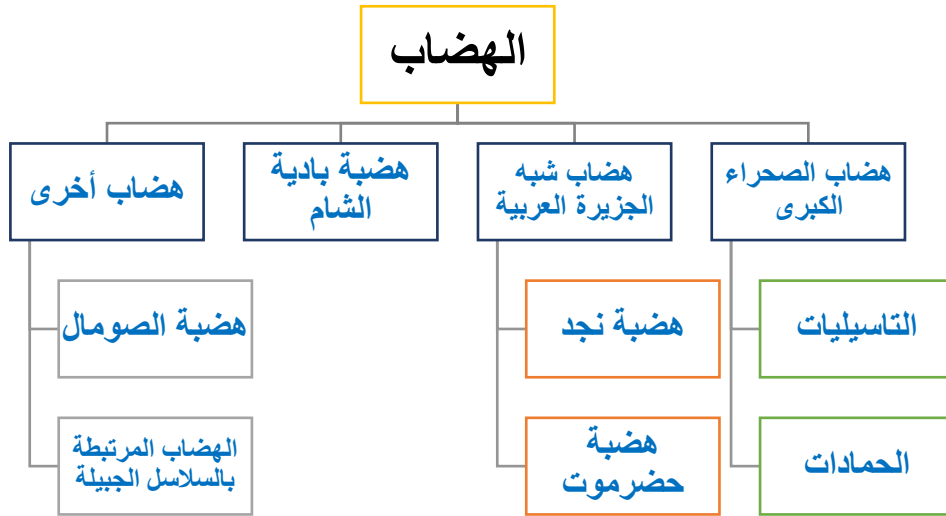 الهضاب
هضاب الصحراء
الكبرى
هضاب شبه
الجزيرة العربية
هضبة بادية
الشام
هضاب أخرى
التاسيليات
الحمادات
هضبة نجد
هضبة
حضرموت
هضبة الصومال
الهضاب المرتبطة
بالسلاسل الجبيلة